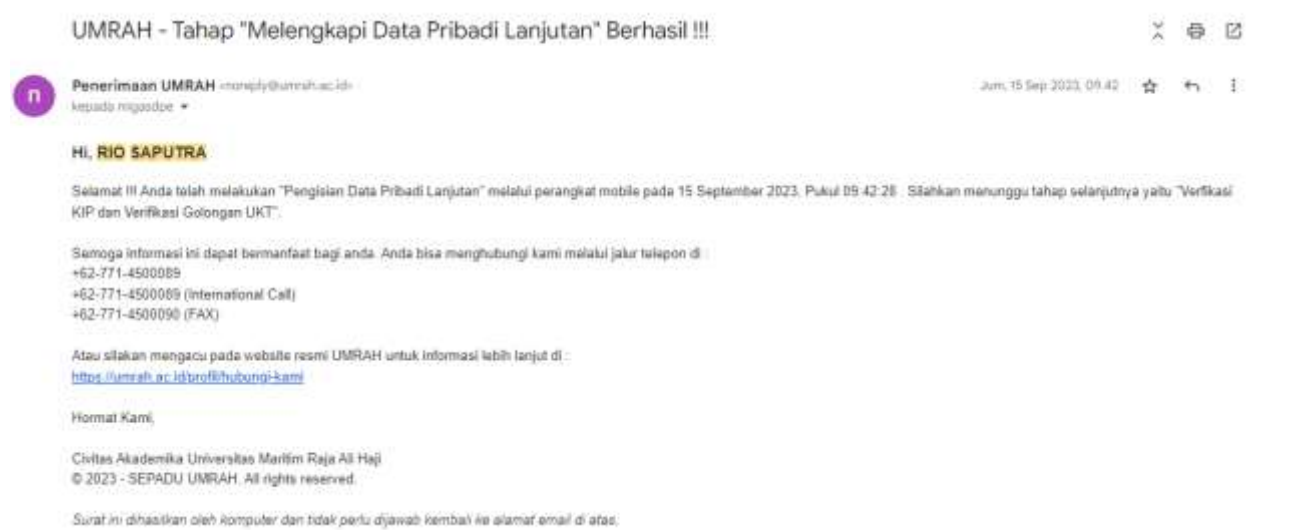 UMRAH - Tahap "Melengkapi Data Pribadi Lanjutan" Berhasil !!!
n
Penerimaan UMRAH <noreply@umrah.ac.id>
Jum, 15 Sep 2023, 09.42
kepada migasdpe
Hi, RIO SAPUTRA
Selamat !!! Anda telah melakukan "Pengisian Data Pribadi Lanjutan" melalui perangkat mobile pada 15 September 2023, Pukul 09:42:28 . Silahkan menunggu tahap selanjutnya yaitu "Verfikasi
KIP dan Verifikasi Golongan UKT".
Semoga informasi ini dapat bermanfaat bagi anda. Anda bisa menghubungi kami melalui jalur telepon di :
+62-771-4500089
+62-771-4500089 (International Call)
+62-771-4500090 (FAX)
Atau silakan mengacu pada website resmi UMRAH untuk informasi lebih lanjut di :
https://umrah.ac.id/profil/hubungi-kami
Hormat Kami,
Civitas Akademika Universitas Maritim Raja Ali Haji
© 2023 - SEPADU UMRAH. All rights reserved.
Surat ini dihasilkan oleh komputer dan tidak perlu dijawab kembali ke alamat email di atas.